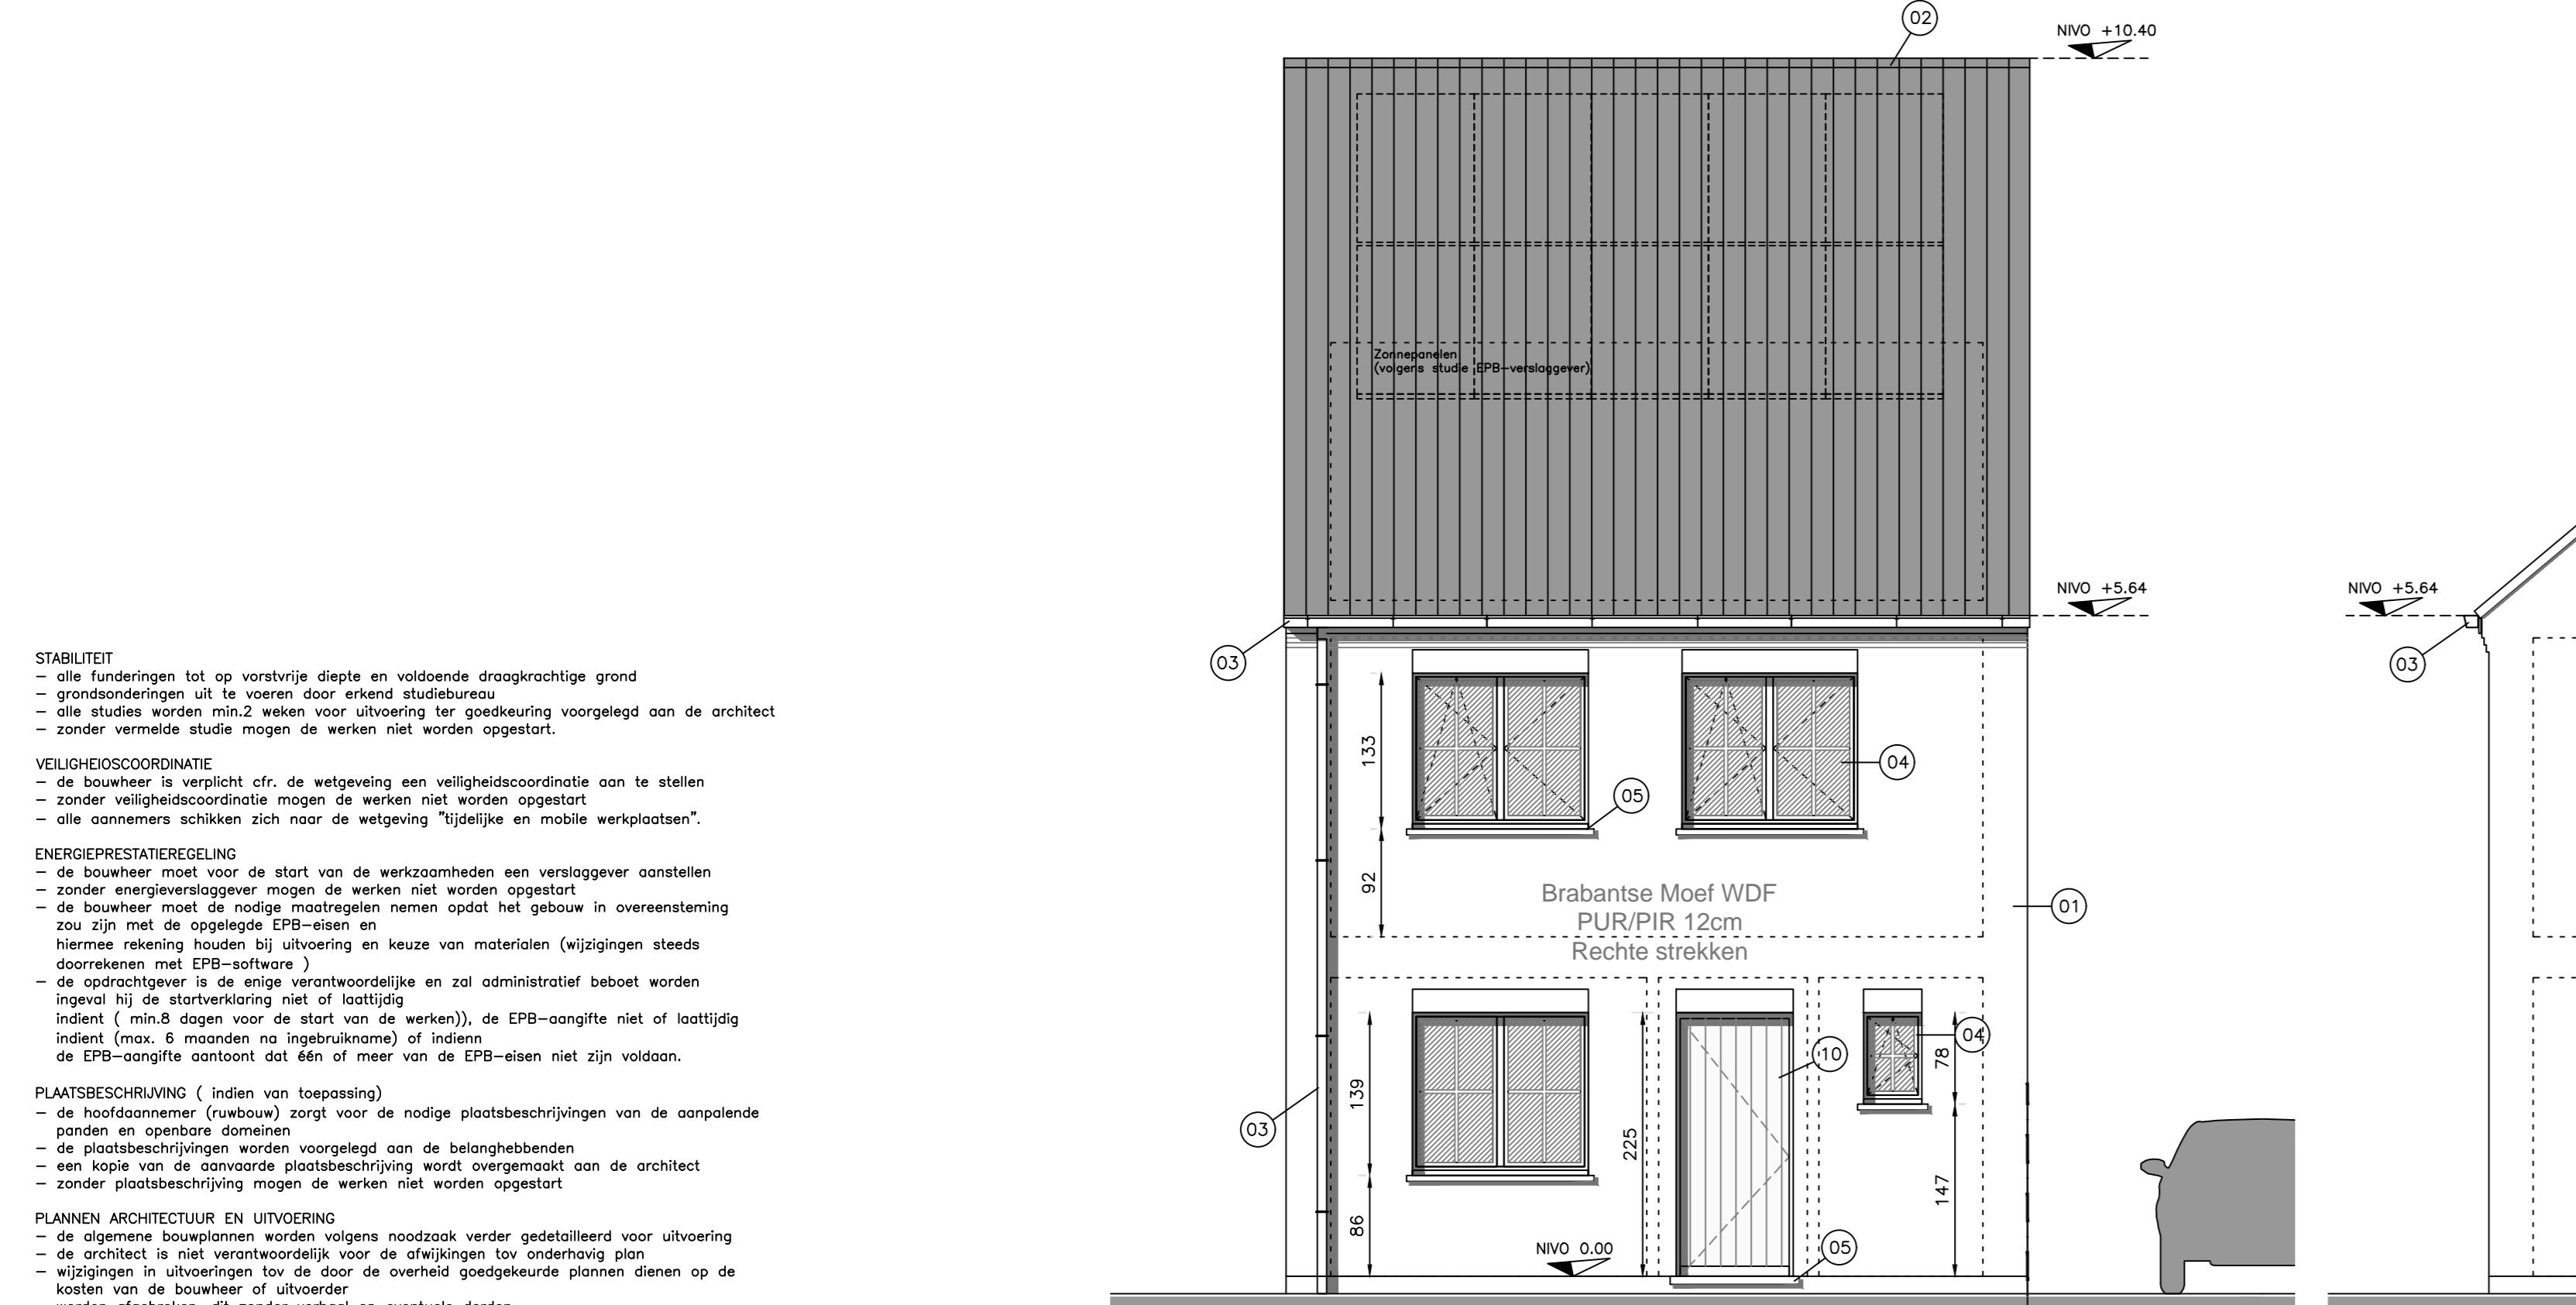 STABILITEIT
– alle funderingen tot op vorstvrije diepte en voldoende draagkrachtige grond
– grondsonderingen uit te voeren door erkend studiebureau
– alle studies worden min.2 weken voor uitvoering ter goedkeuring voorgelegd aan de architect
– zonder vermelde studie mogen de werken niet worden opgestart.
VEILIGHEIOSCOORDINATIE
– de bouwheer is verplicht cfr. de wetgeveing een veiligheidscoordinatie aan te stellen
– zonder veiligheidscoordinatie mogen de werken niet worden opgestart
– alle aannemers schikken zich naar de wetgeving "tijdelijke en mobile werkplaatsen".
ENERGIEPRESTATIEREGELING
– de bouwheer moet voor de start van de werkzaamheden een verslaggever aanstellen
– zonder energieverslaggever mogen de werken niet worden opgestart
– de bouwheer moet de nodige maatregelen nemen opdat het gebouw in overeensteming
zou zijn met de opgelegde EPB–eisen en
hiermee rekening houden bij uitvoering en keuze van materialen (wijzigingen steeds
doorrekenen met EPB–software )
– de opdrachtgever is de enige verantwoordelijke en zal administratief beboet worden
ingeval hij de startverklaring niet of laattijdig
indient ( min.8 dagen voor de start van de werken)), de EPB–aangifte niet of laattijdig
indient (max. 6 maanden na ingebruikname) of indienn
de EPB–aangifte aantoont dat één of meer van de EPB–eisen niet zijn voldaan.
PLAATSBESCHRIJVING ( indien van toepassing)
– de hoofdaannemer (ruwbouw) zorgt voor de nodige plaatsbeschrijvingen van de aanpalende
panden en openbare domeinen
– de plaatsbeschrijvingen worden voorgelegd aan de belanghebbenden
– een kopie van de aanvaarde plaatsbeschrijving wordt overgemaakt aan de architect
– zonder plaatsbeschrijving mogen de werken niet worden opgestart
PLANNEN ARCHITECTUUR EN UITVOERING
– de algemene bouwplannen worden volgens noodzaak verder gedetailleerd voor uitvoering
– de architect is niet verantwoordelijk voor de afwijkingen tov onderhavig plan
– wijzigingen in uitvoeringen tov de door de overheid goedgekeurde plannen dienen op de
kosten van de bouwheer of uitvoerder
02
NIVO +10.40
Zonnepanelen
(volgens studie EPB–verslaggever)
NIVO +5.64
NIVO +5.64
03
03
133
04
05
92
Brabantse Moef WDF
PUR/PIR 12cm
Rechte strekken
01
04
10
78
139
03
225
147
86
NIVO 0.00
05